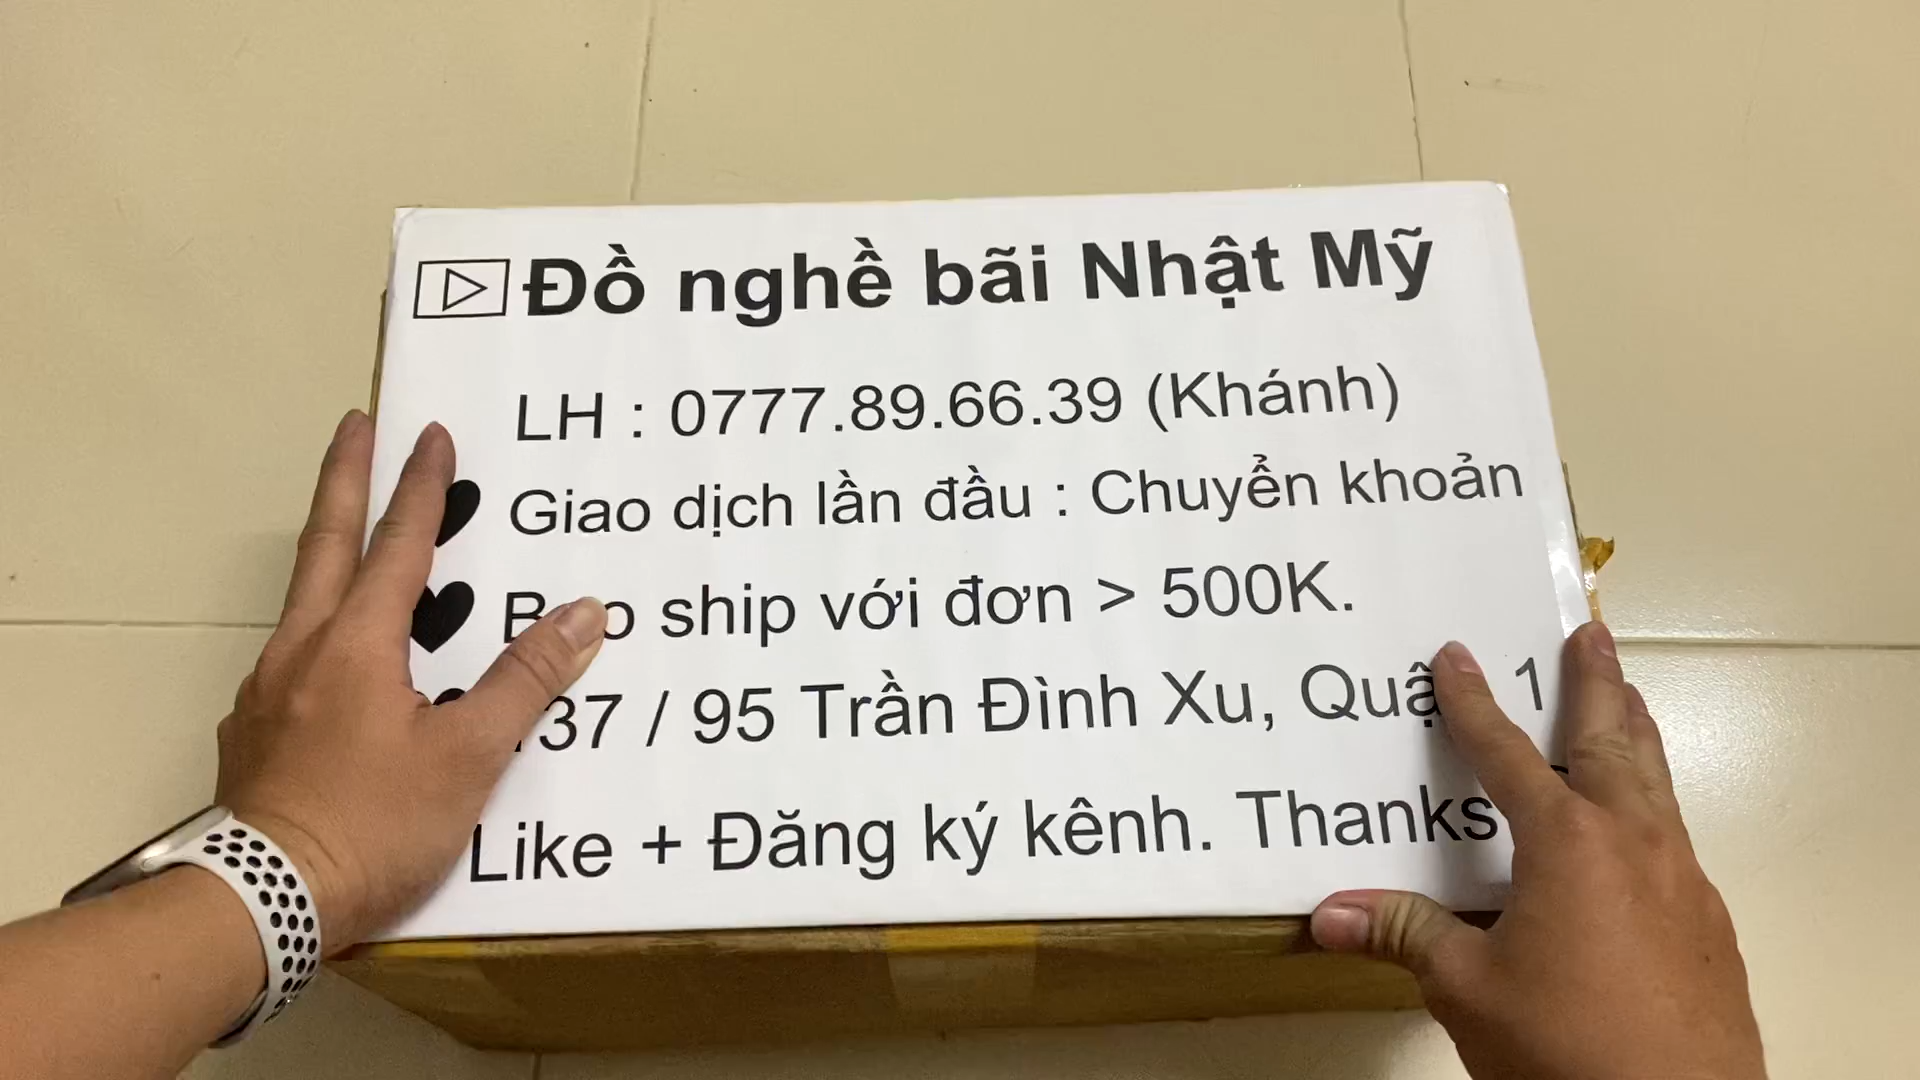 Đồ nghề bãi Nhật Mỹ
LH : 0777.89.66.39 (Khánh)
Giao dịch lần đầu : Chuyển khoản
ship với đơn > 500K.
/ 95 Trần Đình Xu, 1
Like + Đăng ký kênh. Thanks